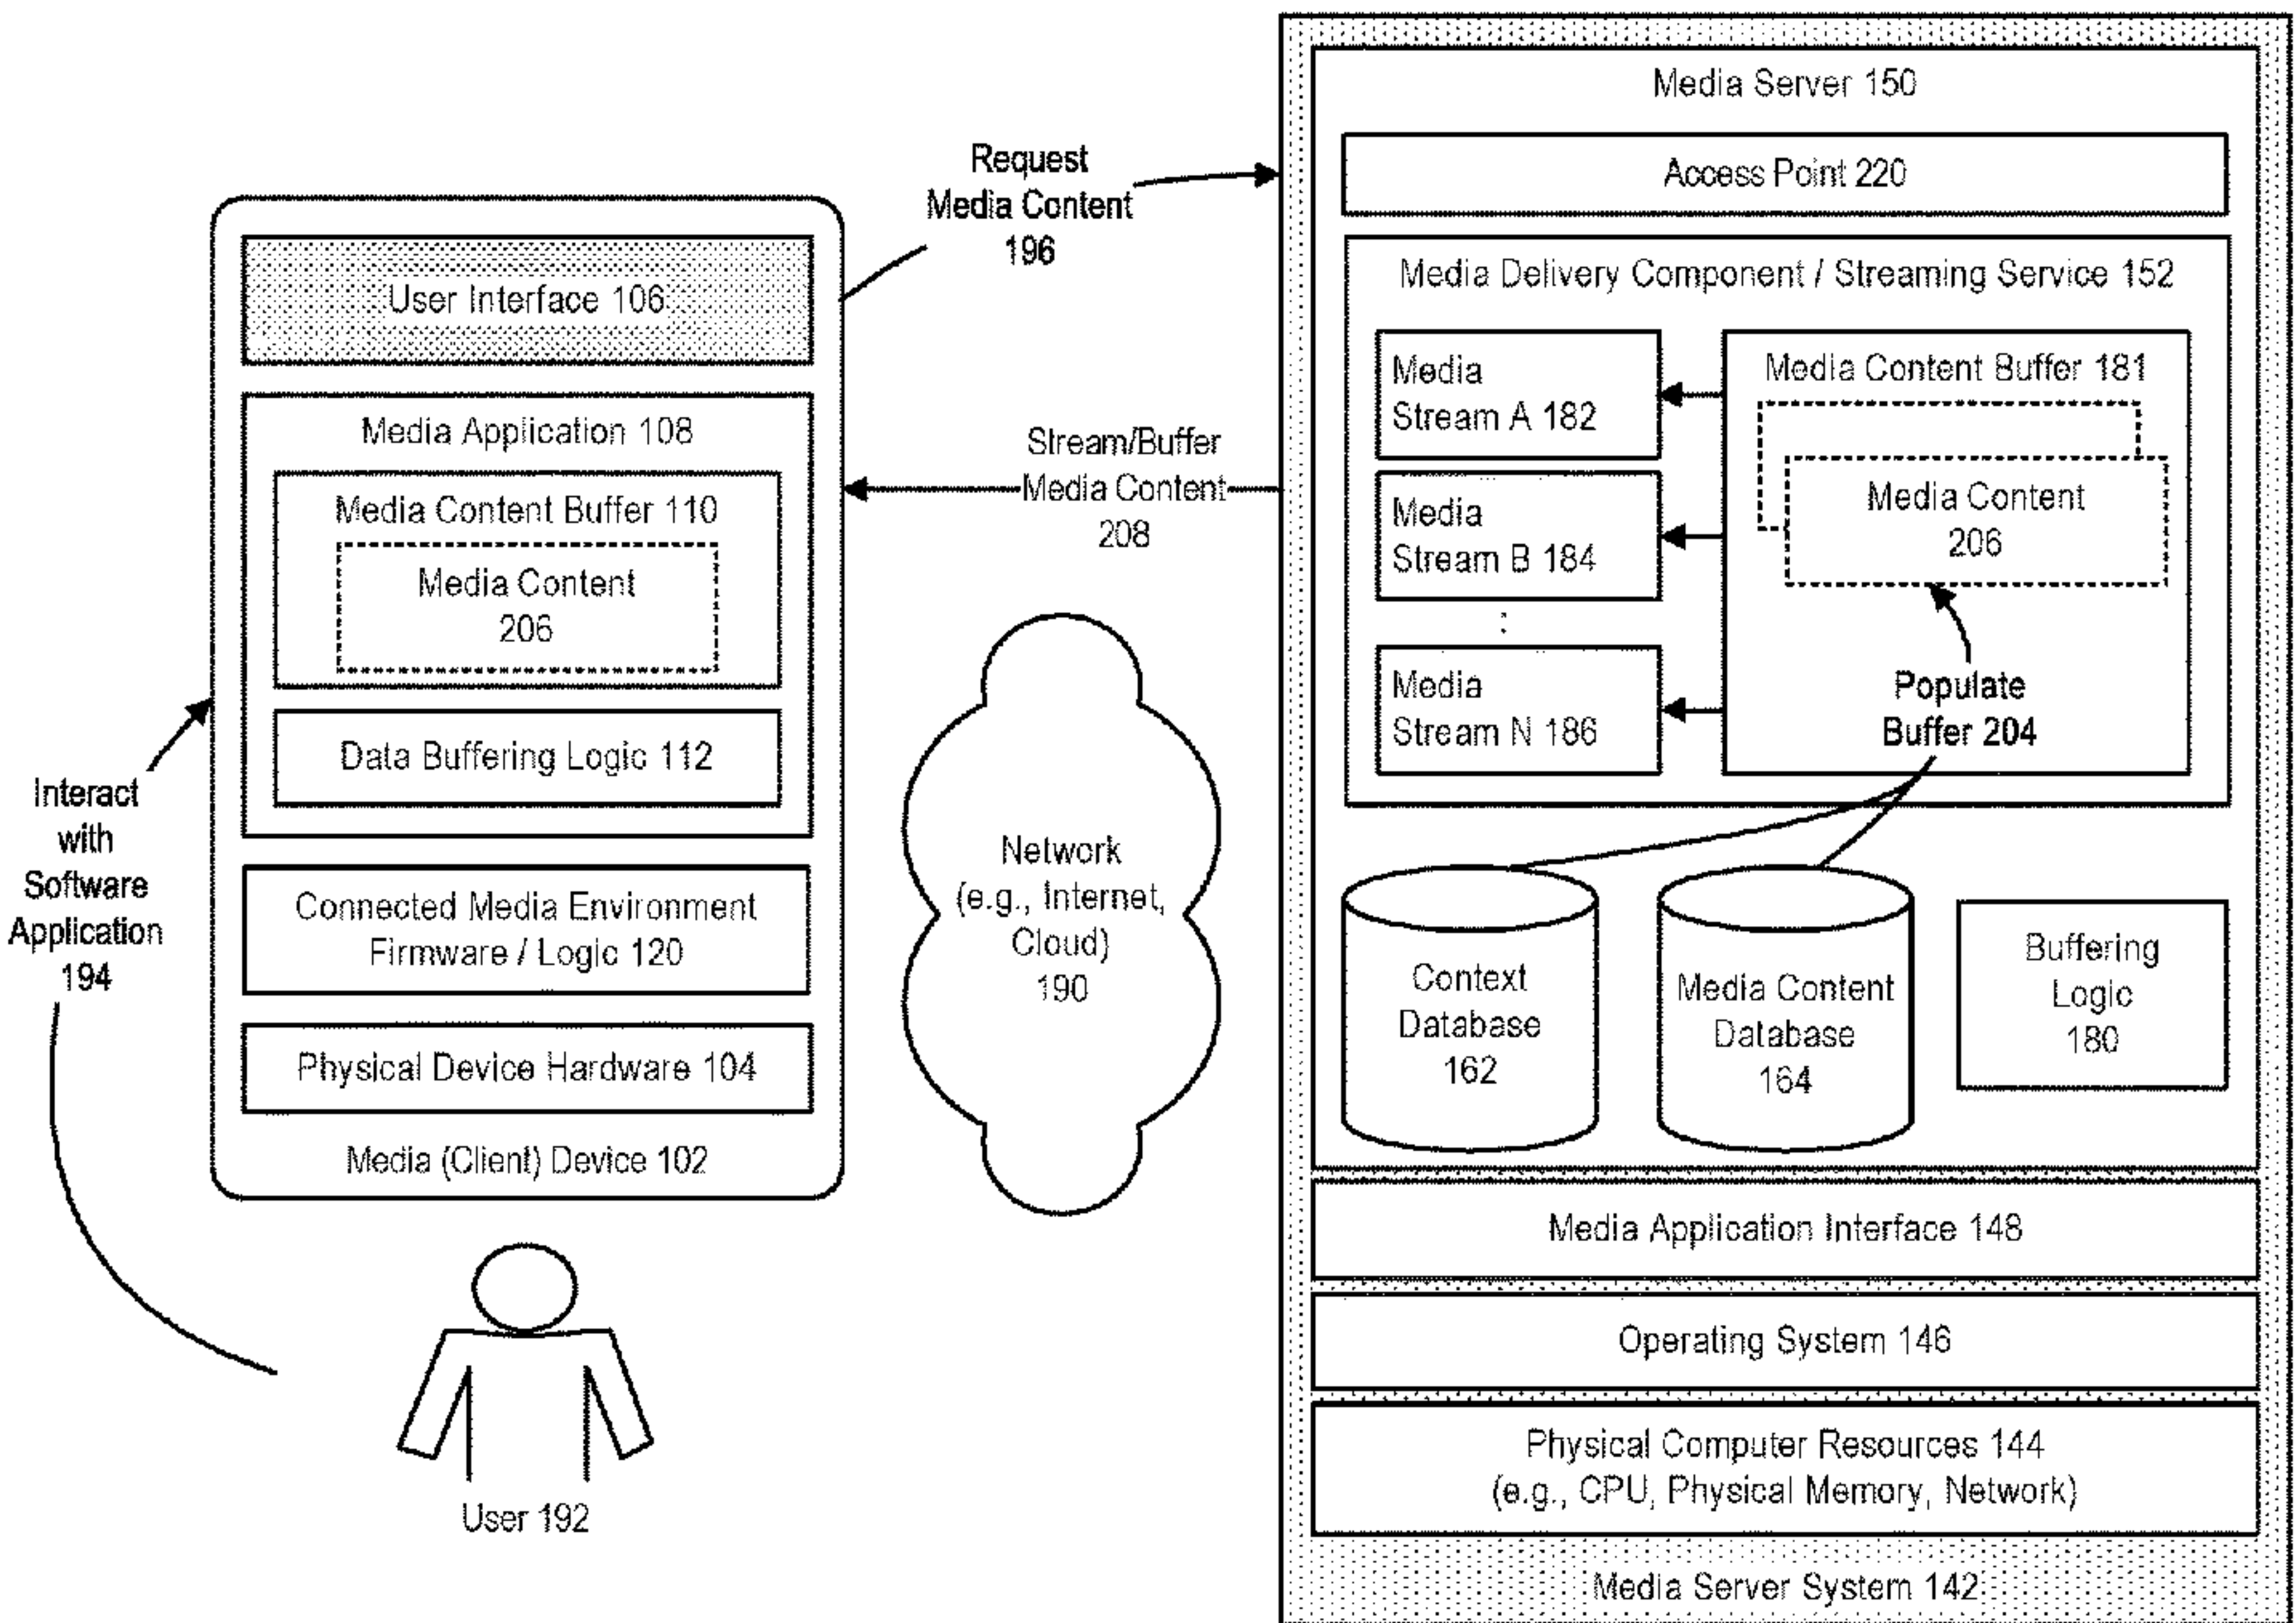 Request
Media Content
196
User Interface 106
Media Application 108
Media Content Buffer 110
Media Content
206
Data Buffering Logic 112
Connected Media Environment
Firmware / Logic 120
Physical Device Hardware 104
Media (Client) Device 102
Interact
with
Software
Application
194
User 192
Stream/Buffer
Media Content
208
Network
(e.g., Internet,
Cloud)
190
Media Server 150
Access Point 220
Media Delivery Component / Streaming Service 152
Media
Stream A 182
Media
Stream B 184
:
Media
Stream N 186
Media Content Buffer 181
Media Content
206
Populate
Buffer 204
Context
Database
162
Media Content
Database
164
Buffering
Logic
180
Media Application Interface 148
Operating System 146
Physical Computer Resources 144
(e.g., CPU, Physical Memory, Network)
Media Server System 142